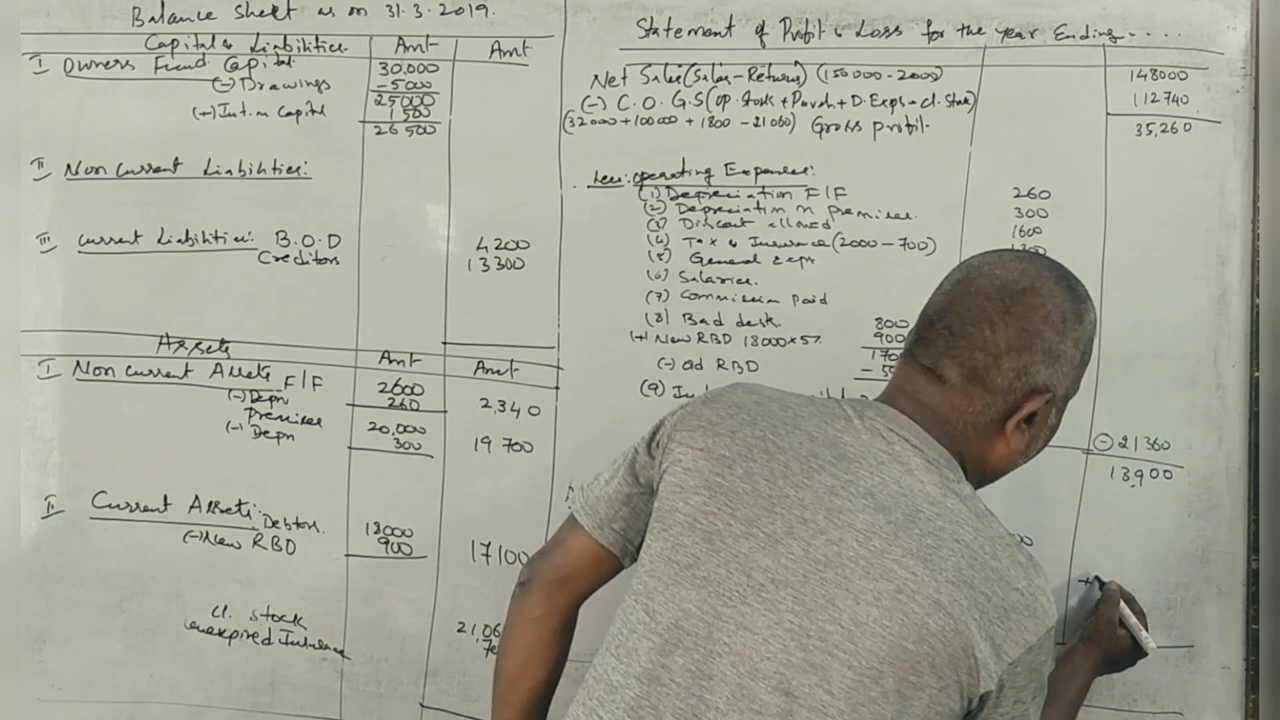 Balance Sheet as on 31.3.2019.
Capital & Liabilities Amt Amt
I Owners Fund Capital 30,000
(-) Drawings -5000
25000
(+) Int. on Capital 1500
26500
II Non Current Liabilities:
III Current Liabilities: B.O.D 4200
Creditors 13300
Assets Amt Amt
I Non Current Assets F/F 2600
(-) Depn 260 2,340
Premises 20,000
(-) Depn 300 19700
II Current Assets: Debtors. 18000
(-) New RBD 900 17100
Cl. Stock 21,06
Unexpired Insurance
Statement of Profit & Loss for the year Ending....
Net Sales (Sales - Returns) (150000 - 2000) 148000
(-) C.O.G.S (Op. Stock + Purch + D. Exps - Cl. Stock) 112740
(32000 + 100000 + 1800 - 21060) Gross profit. 35,260
Less: operating Expenses:
(1) Depreciation F/F 260
(2) Depreciation on premises. 300
(3) Discount allowed 1600
(4) Tax & Insurance (2000 - 700) 1300
(5) General Exps
(6) Salaries.
(7) Commission Paid
(8) Bad debts. 800
(+) New RBD 18000 x 5% 900
170
(-) Old RBD
(9)
(-) 21360
13,900